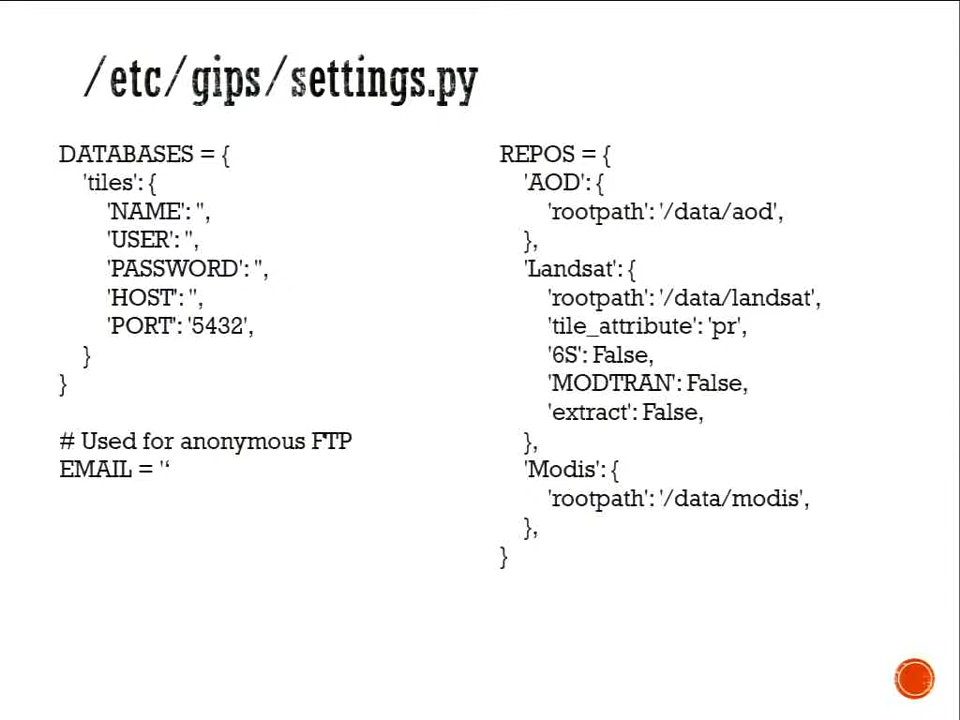 /etc/gips/settings.py
DATABASES = {
'tiles': {
'NAME': '',
'USER': '',
'PASSWORD': '',
'HOST': '',
'PORT': '5432',
}
}
# Used for anonymous FTP
EMAIL = '‘
REPOS = {
'AOD': {
'rootpath': '/data/aod',
},
'Landsat': {
'rootpath': '/data/landsat',
'tile_attribute': 'pr',
'6S': False,
'MODTRAN': False,
'extract': False,
},
'Modis': {
'rootpath': '/data/modis',
},
}